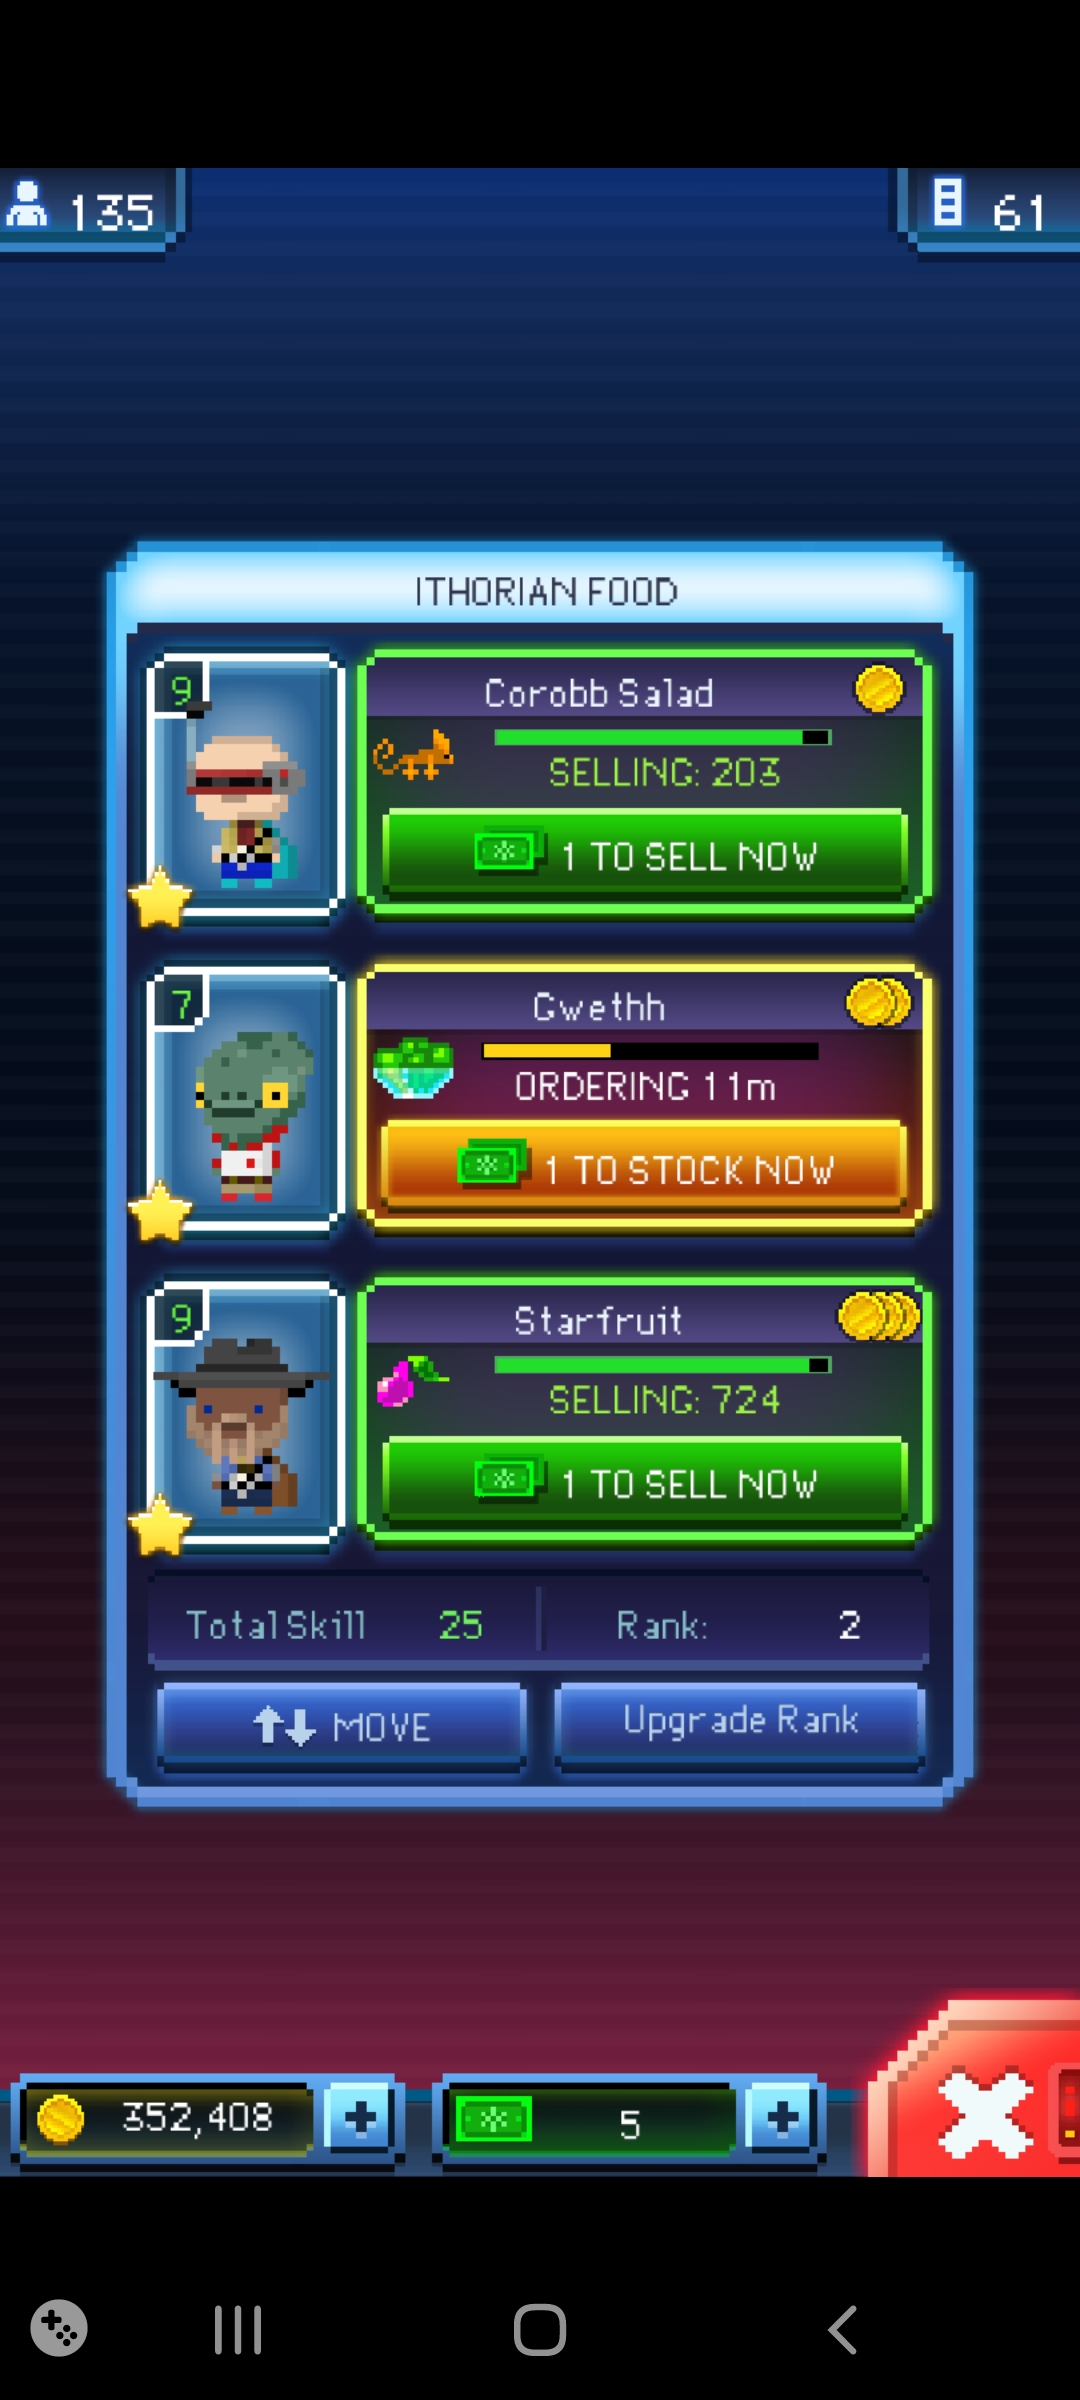 135
61
ITHORIAN FOOD
9
Corobb Salad
SELLING: 203
1 TO SELL NOW
7
Gwethh
ORDERING 11m
1 TO STOCK NOW
9
Starfruit
SELLING: 724
1 TO SELL NOW
Total Skill 25
Rank: 2
MOVE
Upgrade Rank
352,408
5